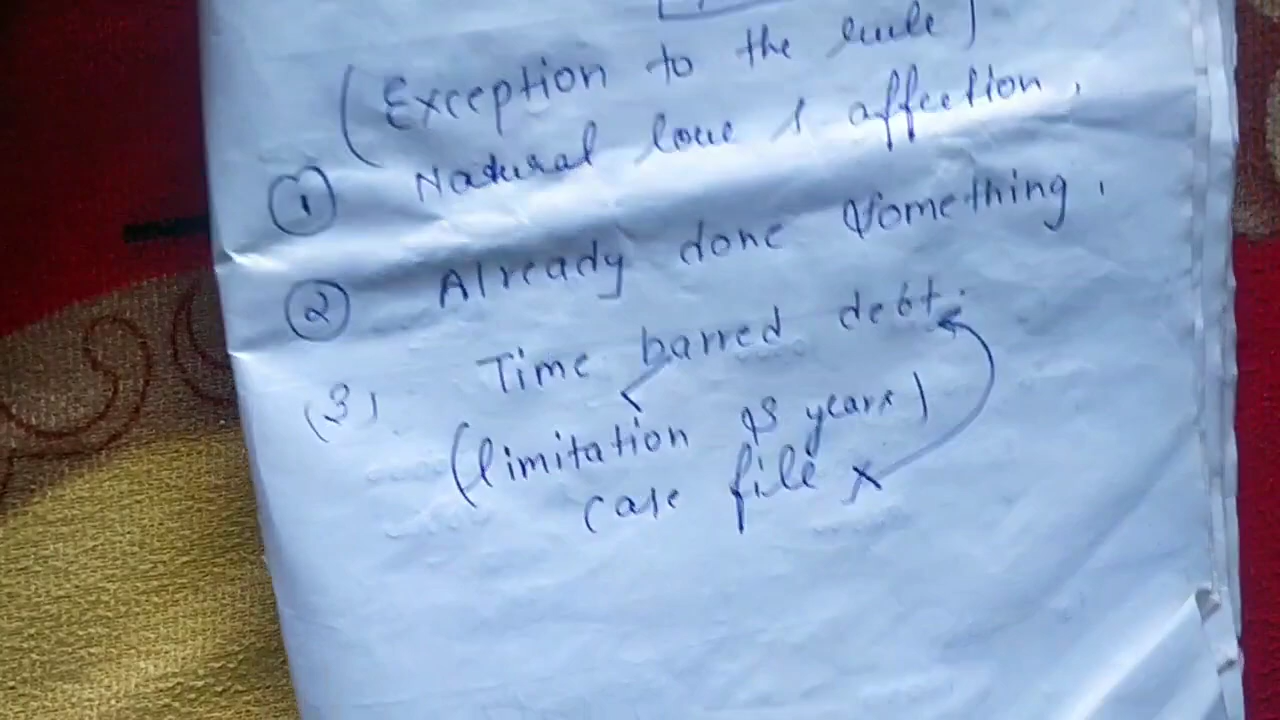 (Exception to the rule)
① Natural love & affection,
② Already done something,
(3) Time barred debt.
(limitation 3 years)
case file x